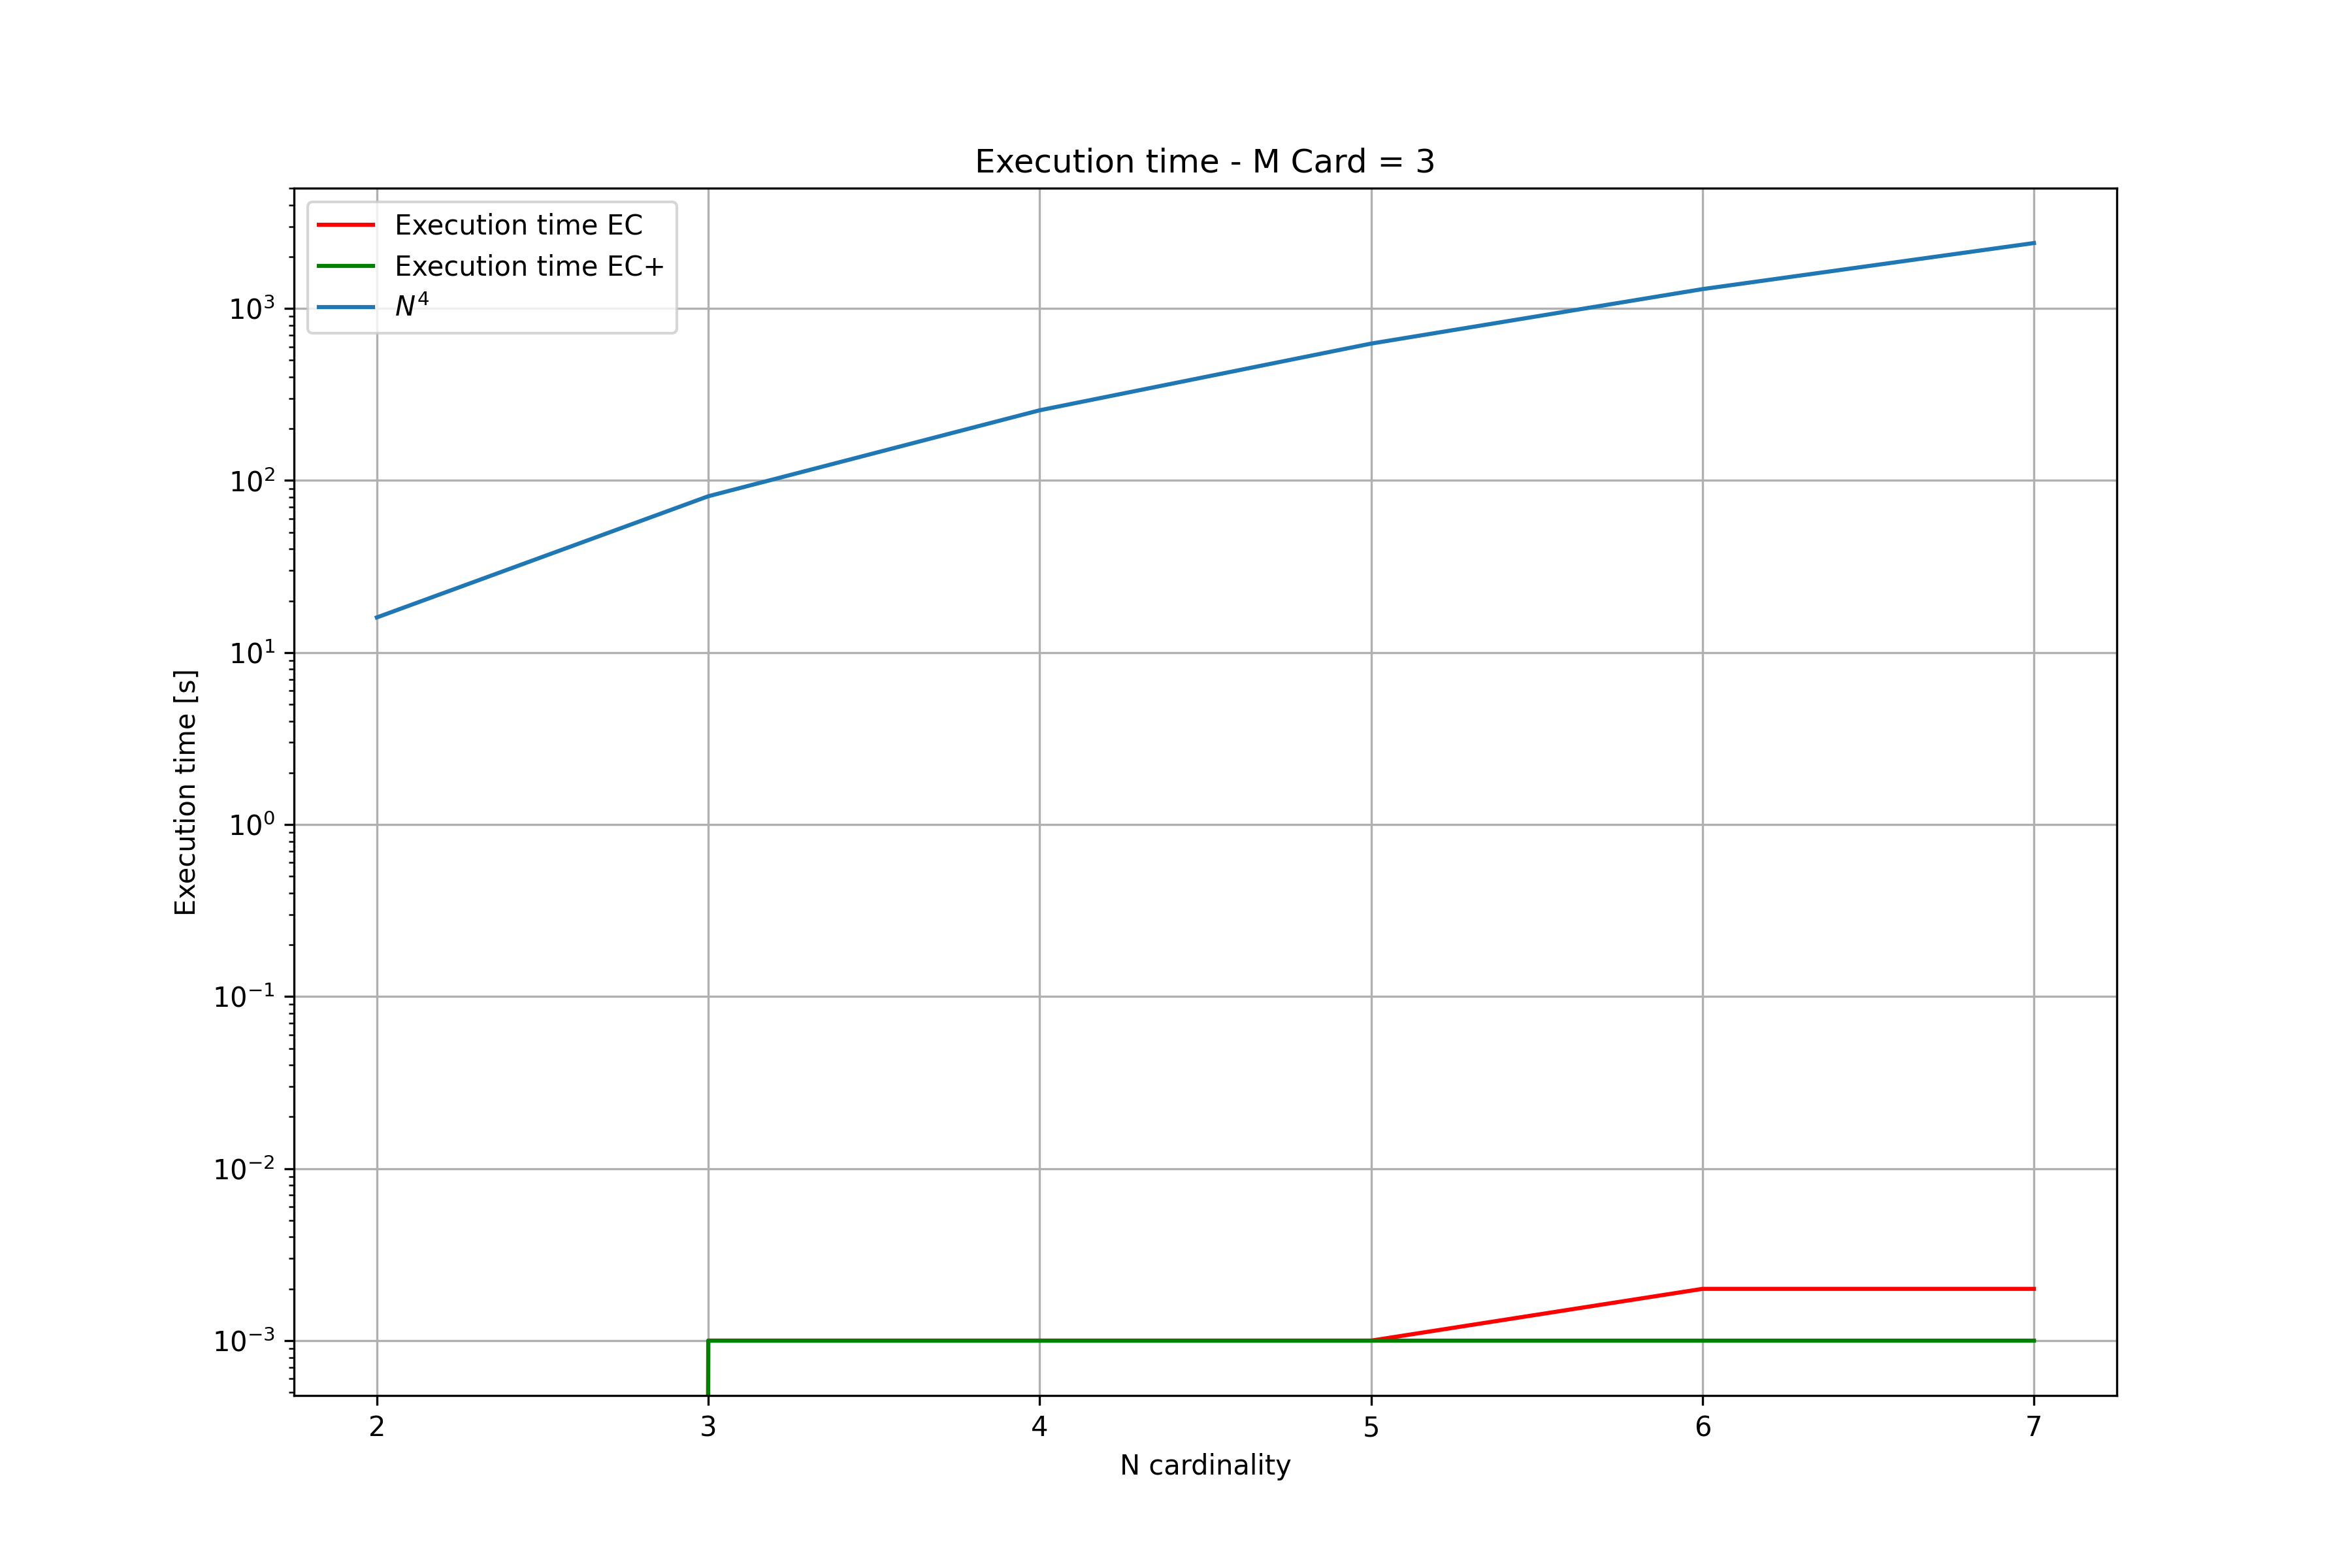 Execution time - M Card = 3
Execution time EC
Execution time EC+
N⁴
10³
10²
10¹
10⁰
10⁻¹
10⁻²
10⁻³
Execution time [s]
2 3 4 5 6 7
N cardinality